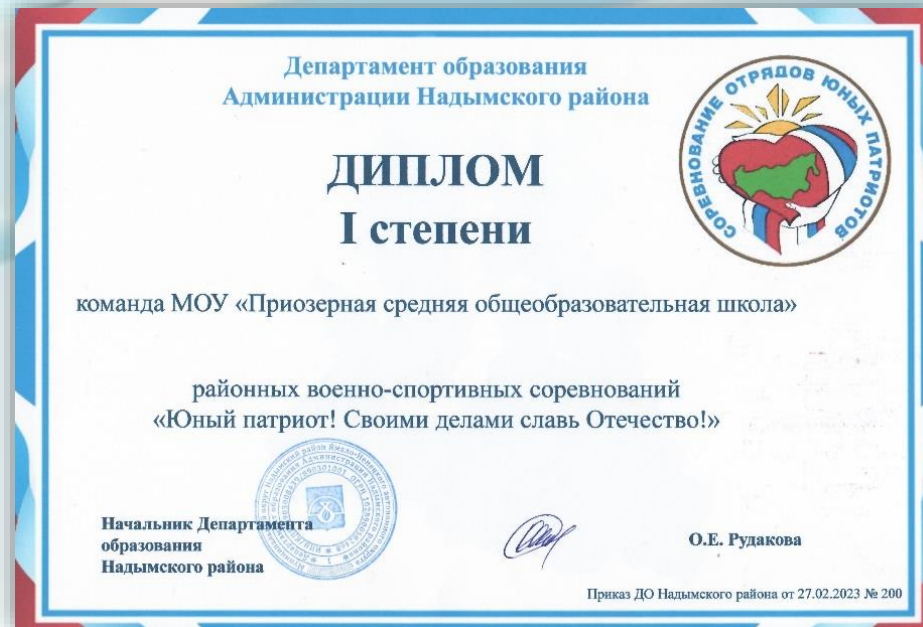 Департамент образования
Администрации Надымского района
СОРЕВНОВАНИЕ ОТРЯДОВ ЮНЫХ ПАТРИОТОВ
ДИПЛОМ
I степени
команда МОУ «Приозерная средняя общеобразовательная школа»
районных военно-спортивных соревнований
«Юный патриот! Своими делами славь Отечество!»
Начальник Департамента
образования
Надымского района
О.Е. Рудакова
Приказ ДО Надымского района от 27.02.2023 № 200